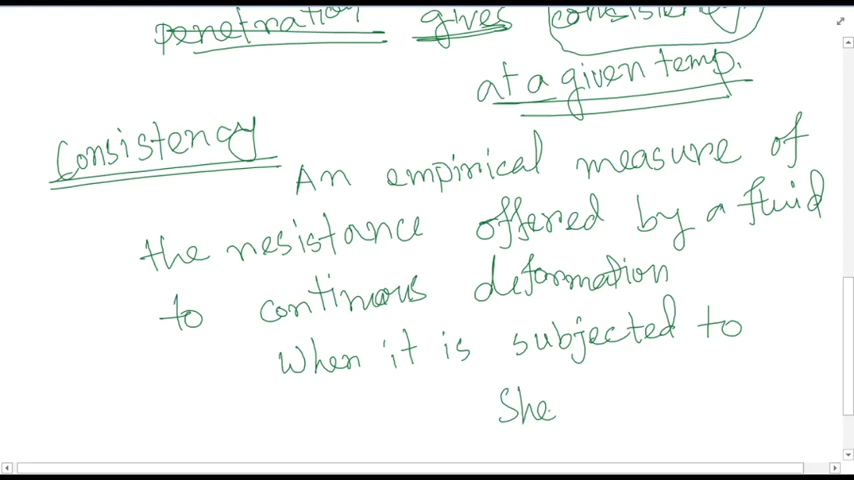 penetration gives consistency
at a given temp.
Consistency
An empirical measure of
the resistance offered by a fluid
to continuous deformation
When it is subjected to
She